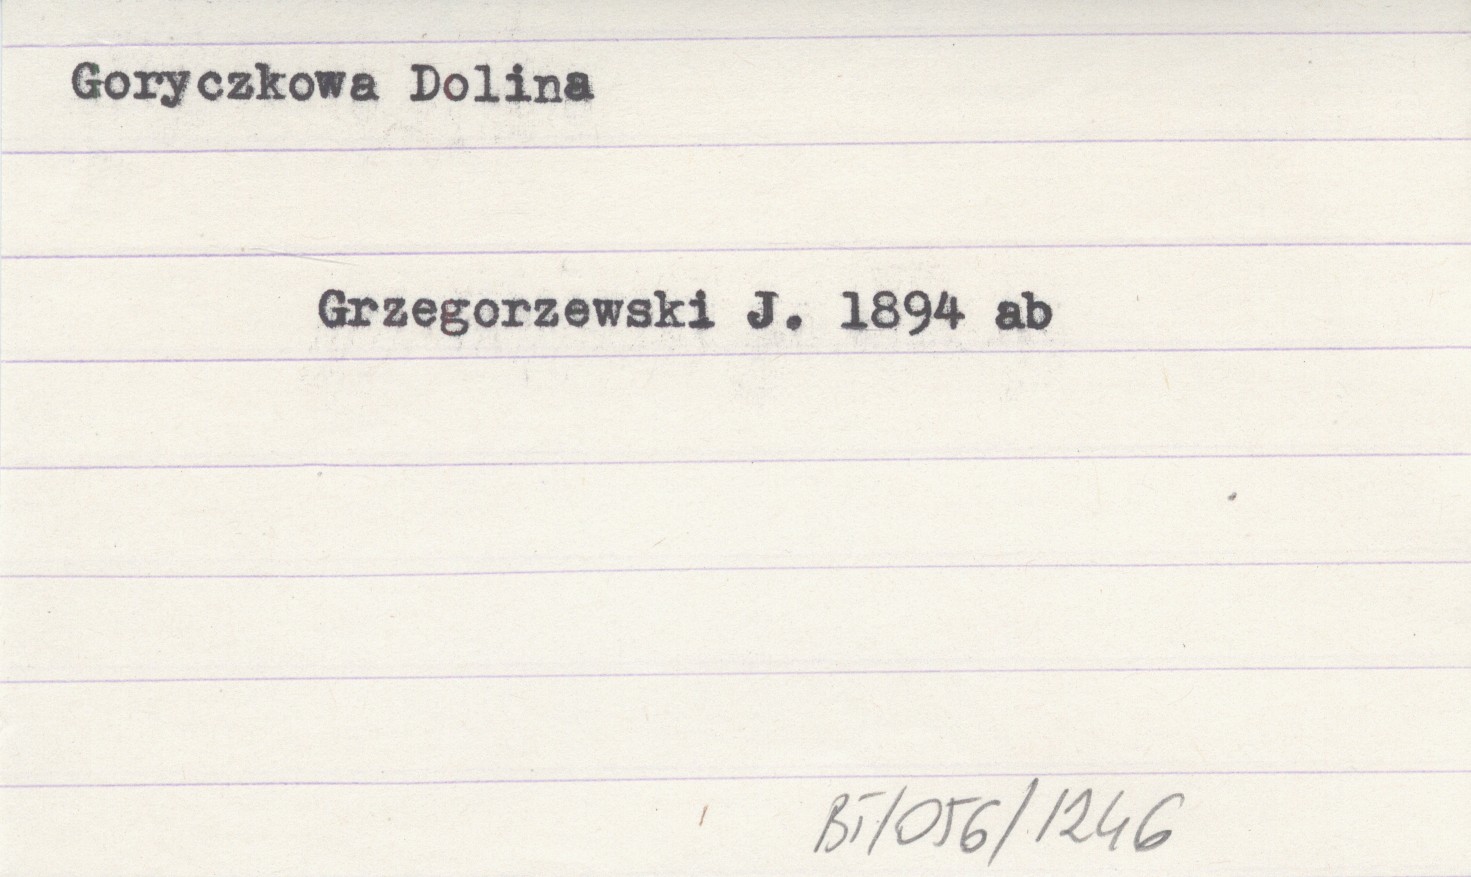 Goryczkowa Dolina
Grzegorzewski J. 1894 ab
BT/056/1246